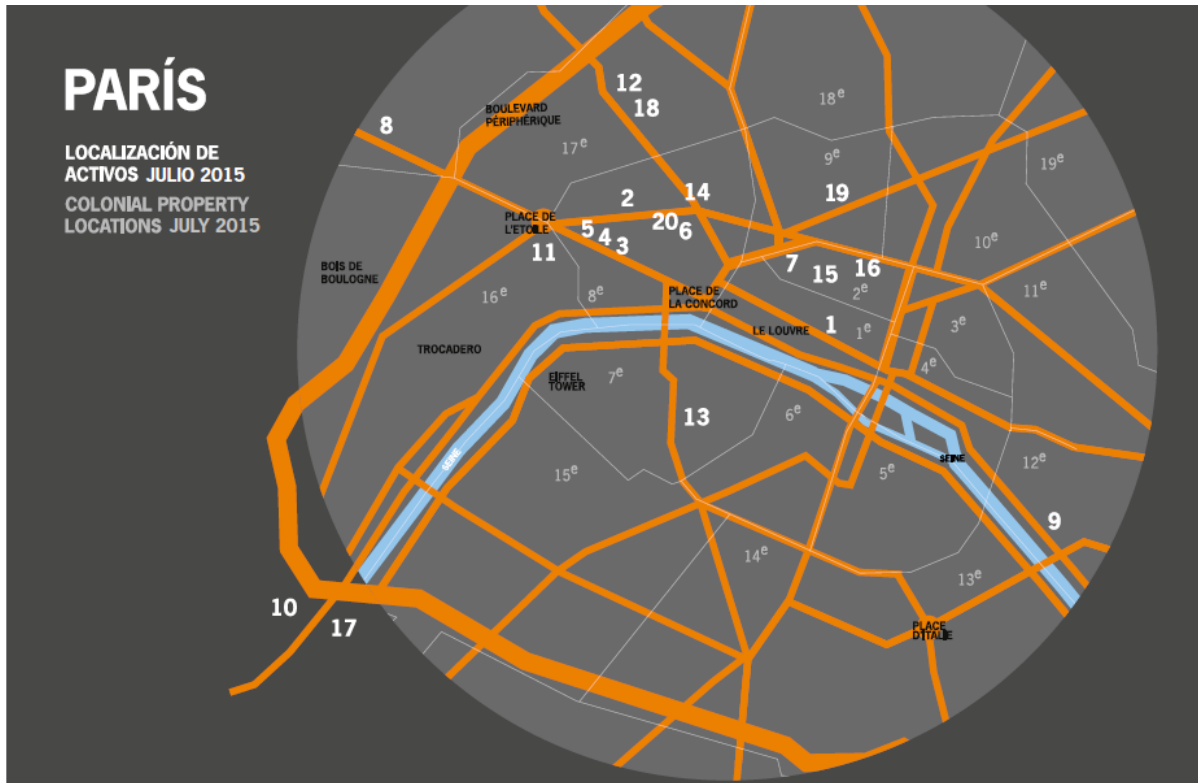 PARÍS
LOCALIZACIÓN DE
ACTIVOS JULIO 2015
COLONIAL PROPERTY
LOCATIONS JULY 2015
12
18
18e
8
BOULEVARD
PÉRIPHÉRIQUE
17e
9e
19e
2
14
19
PLACE DE
L'ETOILE
5
4
3
20
6
11
10e
7
15
16
2e
BOIS DE
BOULOGNE
16e
8e
PLACE DE
LA CONCORD
11e
LE LOUVRE
1
1e
3e
TROCADERO
4e
EIFFEL
TOWER
7e
13
6e
SEINE
15e
5e
SEINE
12e
9
14e
13e
10
17
PLACE
D'ITALIE